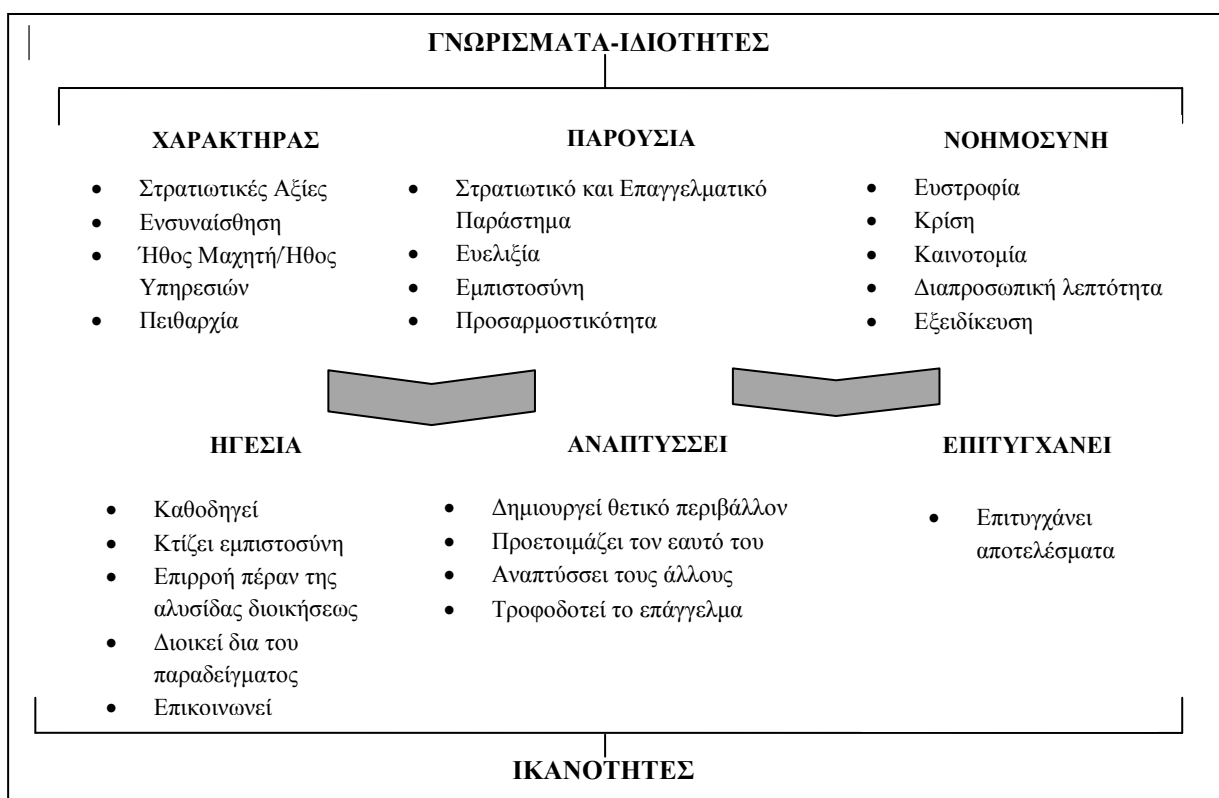 ΓΝΩΡΙΣΜΑΤΑ-ΙΔΙΟΤΗΤΕΣ
ΧΑΡΑΚΤΗΡΑΣ
• Στρατιωτικές Αξίες
• Ενσυναίσθηση
• Ήθος Μαχητή/Ήθος
Υπηρεσιών
• Πειθαρχία
ΠΑΡΟΥΣΙΑ
• Στρατιωτικό και Επαγγελματικό
Παράστημα
• Ευελιξία
• Εμπιστοσύνη
• Προσαρμοστικότητα
ΝΟΗΜΟΣΥΝΗ
• Ευστροφία
• Κρίση
• Καινοτομία
• Διαπροσωπική λεπτότητα
• Εξειδίκευση
ΗΓΕΣΙΑ
• Καθοδηγεί
• Κτίζει εμπιστοσύνη
• Επιρροή πέραν της
αλυσίδας διοικήσεως
• Διοικεί δια του
παραδείγματος
• Επικοινωνεί
ΑΝΑΠΤΥΣΣΕΙ
• Δημιουργεί θετικό περιβάλλον
• Προετοιμάζει τον εαυτό του
• Αναπτύσσει τους άλλους
• Τροφοδοτεί το επάγγελμα
ΕΠΙΤΥΓΧΑΝΕΙ
• Επιτυγχάνει
αποτελέσματα
ΙΚΑΝΟΤΗΤΕΣ